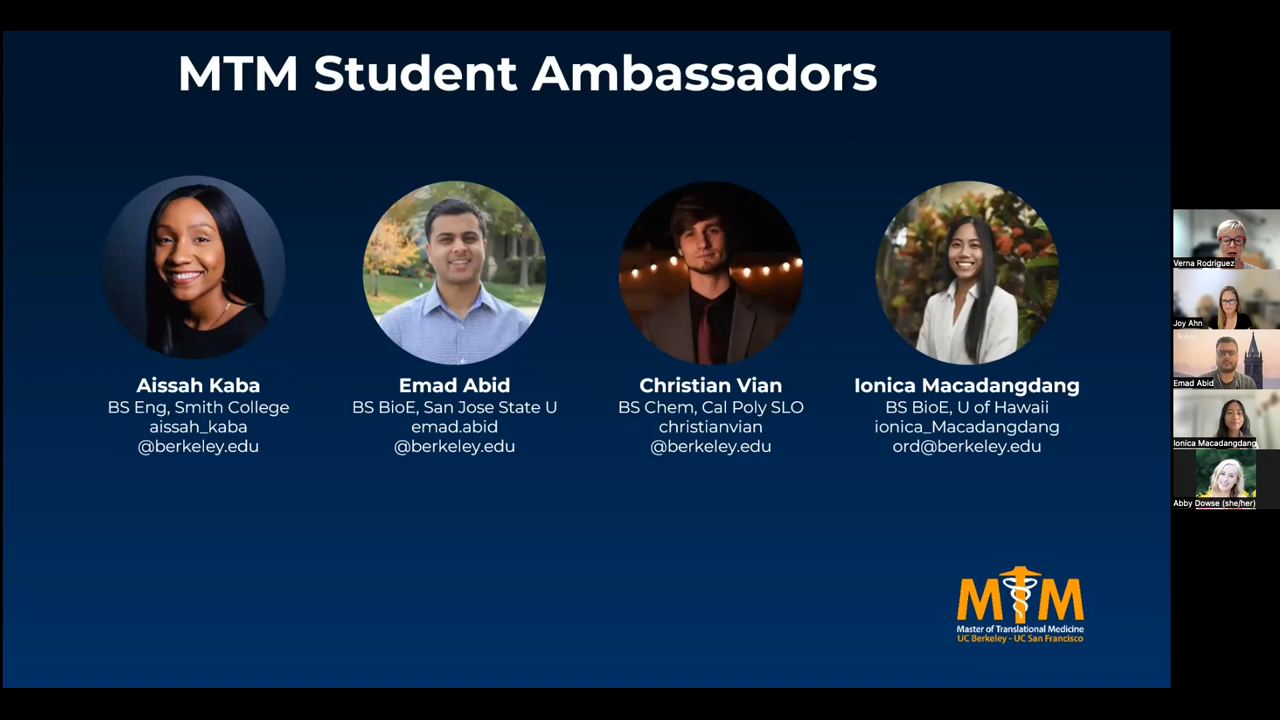 MTM Student Ambassadors
Aissah Kaba
BS Eng, Smith College
aissah_kaba
@berkeley.edu
Emad Abid
BS BioE, San Jose State U
emad.abid
@berkeley.edu
Christian Vian
BS Chem, Cal Poly SLO
christianvian
@berkeley.edu
Ionica Macadangdang
BS BioE, U of Hawaii
ionica_Macadangdang
ord@berkeley.edu
MTM
Master of Translational Medicine
UC Berkeley - UC San Francisco
Verna Rodriguez
Joy Ahn
Emad Abid
Ionica Macadangdang
Abby Dowse (she/her)